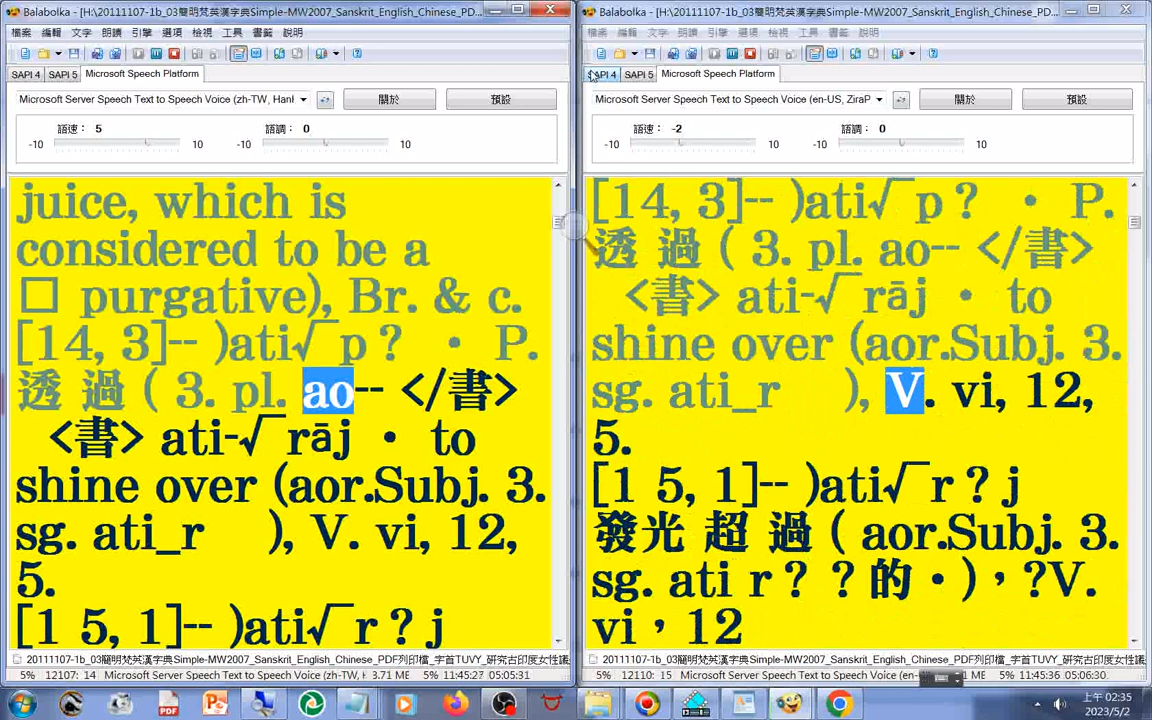 Balabolka - [H:\20111107-1b_03簡明梵英漢字典Simple-MW2007_Sanskrit_English_Chinese_PD...
檔案 編輯 文字 朗讀 引擎 選項 檢視 工具 書籤 說明
SAPI 4 SAPI 5 Microsoft Speech Platform
Microsoft Server Speech Text to Speech Voice (zh-TW, Hanl
關於 預設
語速： 5 語調： 0
-10 10 -10 10
juice, which is
considered to be a
□ purgative), Br. & c.
[14, 3]-- )ati√ p？ • P.
透 過 ( 3. pl. ao-- </書>
<書> ati-√ rāj • to
shine over (aor.Subj. 3.
sg. ati_r ), V. vi, 12,
5.
[1 5, 1]-- )ati√ r？j
20111107-1b_03簡明梵英漢字典Simple-MW2007_Sanskrit_English_Chinese_PDF列印檔_字首TUVY_研究古印度女性議
5% 12107: 14 Microsoft Server Speech Text to Speech Voice (zh-TW, H 3.71 ME 5% 11:45:27 05:05:31
Balabolka - [H:\20111107-1b_03簡明梵英漢字典Simple-MW2007_Sanskrit_English_Chinese_PD...
檔案 編輯 文字 朗讀 引擎 選項 檢視 工具 書籤 說明
SAPI 4 SAPI 5 Microsoft Speech Platform
Microsoft Server Speech Text to Speech Voice (en-US, ZiraP
關於 預設
語速： -2 語調： 0
-10 10 -10 10
[14, 3]-- )ati√ p？ • P.
透 過 ( 3. pl. ao-- </書>
<書> ati-√ rāj • to
shine over (aor.Subj. 3.
sg. ati_r ), V. vi, 12,
5.
[1 5, 1]-- )ati√ r？j
發光 超 過 ( aor.Subj. 3.
sg. ati r？？的•)，?V.
vi，12
20111107-1b_03簡明梵英漢字典Simple-MW2007_Sanskrit_English_Chinese_PDF列印檔_字首TUVY_研究古印度女性議
5% 12110: 15 Microsoft Server Speech Text to Speech Voice (en-US 5% 11:45:36 05:06:30
上午 02:35
2023/5/2